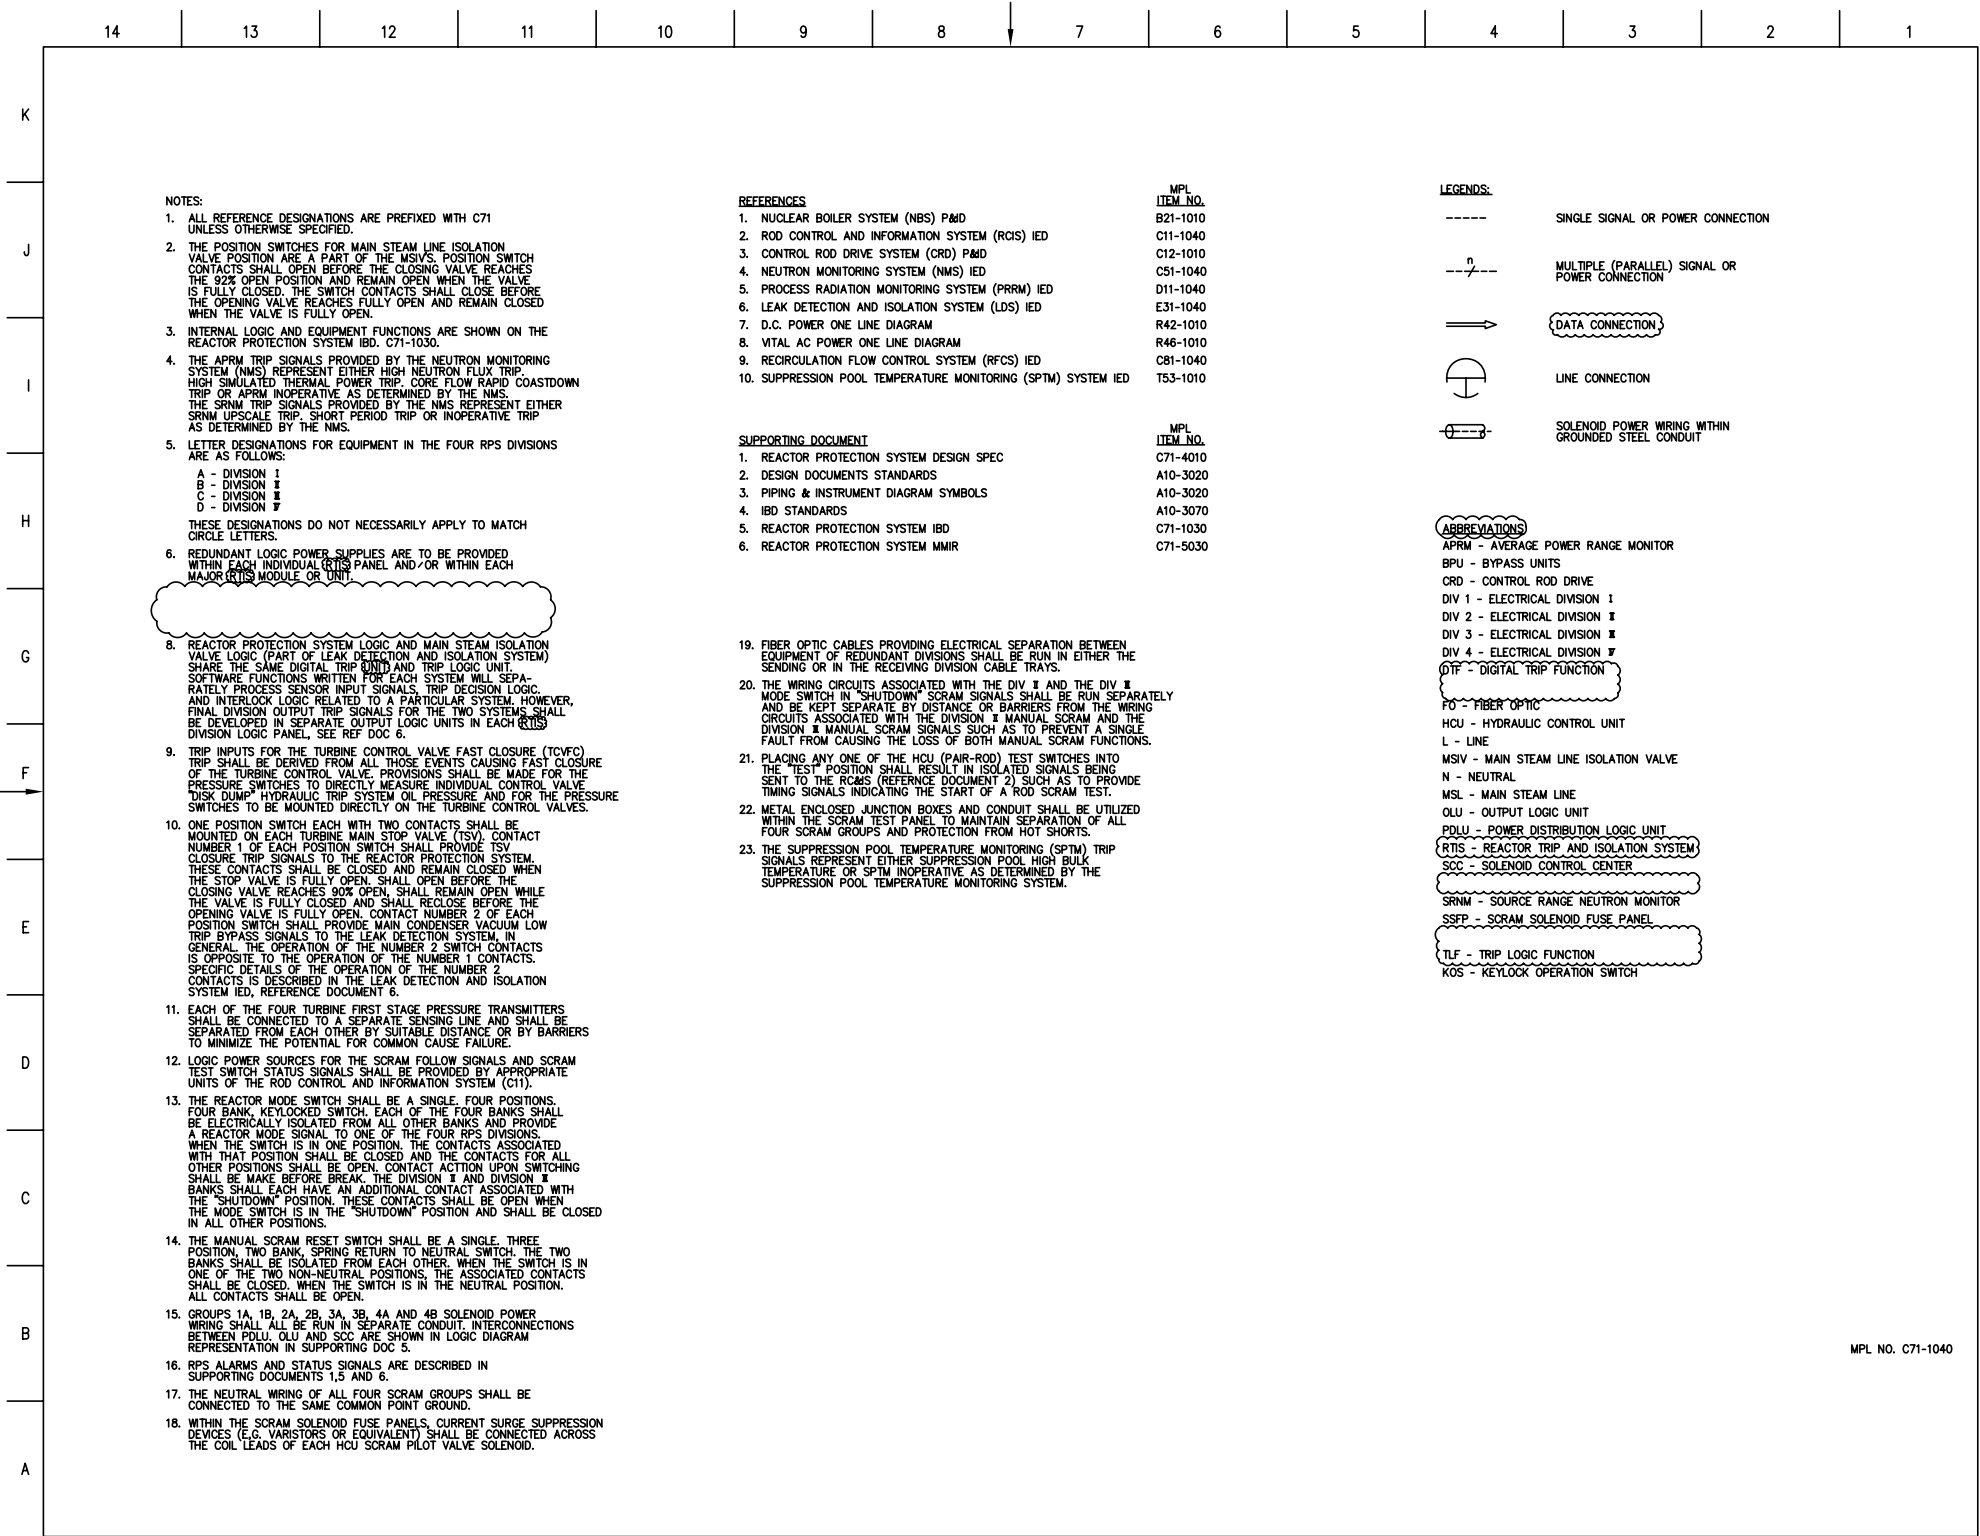 14 13 12 11 10 9 8 7 6 5 4 3 2 1
K
J
I
H
G
F
E
D
C
B
A
NOTES:
1. ALL REFERENCE DESIGNATIONS ARE PREFIXED WITH C71
UNLESS OTHERWISE SPECIFIED.
2. THE POSITION SWITCHES FOR MAIN STEAM LINE ISOLATION
VALVE POSITION ARE A PART OF THE MSIV'S. POSITION SWITCH
CONTACTS SHALL OPEN BEFORE THE CLOSING VALVE REACHES
THE 92% OPEN POSITION AND REMAIN OPEN WHEN THE VALVE
IS FULLY CLOSED. THE SWITCH CONTACTS SHALL CLOSE BEFORE
THE OPENING VALVE REACHES FULLY OPEN AND REMAIN CLOSED
WHEN THE VALVE IS FULLY OPEN.
3. INTERNAL LOGIC AND EQUIPMENT FUNCTIONS ARE SHOWN ON THE
REACTOR PROTECTION SYSTEM IBD. C71-1030.
4. THE APRM TRIP SIGNALS PROVIDED BY THE NEUTRON MONITORING
SYSTEM (NMS) REPRESENT EITHER HIGH NEUTRON FLUX TRIP.
HIGH SIMULATED THERMAL POWER TRIP. CORE FLOW RAPID COASTDOWN
TRIP OR APRM INOPERATIVE AS DETERMINED BY THE NMS.
THE SRNM TRIP SIGNALS PROVIDED BY THE NMS REPRESENT EITHER
SRNM UPSCALE TRIP. SHORT PERIOD TRIP OR INOPERATIVE TRIP
AS DETERMINED BY THE NMS.
5. LETTER DESIGNATIONS FOR EQUIPMENT IN THE FOUR RPS DIVISIONS
ARE AS FOLLOWS:
A - DIVISION I
B - DIVISION
C - DIVISION
D - DIVISION
THESE DESIGNATIONS DO NOT NECESSARILY APPLY TO MATCH
CIRCLE LETTERS.
6. REDUNDANT LOGIC POWER SUPPLIES ARE TO BE PROVIDED
WITHIN EACH INDIVIDUAL RTIS PANEL AND/OR WITHIN EACH
MAJOR RTIS MODULE OR UNIT.
8. REACTOR PROTECTION SYSTEM LOGIC AND MAIN STEAM ISOLATION
VALVE LOGIC (PART OF LEAK DETECTION AND ISOLATION SYSTEM)
SHARE THE SAME DIGITAL TRIP UNIT AND TRIP LOGIC UNIT.
SOFTWARE FUNCTIONS WRITTEN FOR EACH SYSTEM WILL SEPA-
RATELY PROCESS SENSOR INPUT SIGNALS, TRIP DECISION LOGIC.
AND INTERLOCK LOGIC RELATED TO A PARTICULAR SYSTEM. HOWEVER,
FINAL DIVISION OUTPUT TRIP SIGNALS FOR THE TWO SYSTEMS SHALL
BE DEVELOPED IN SEPARATE OUTPUT LOGIC UNITS IN EACH RTIS
DIVISION LOGIC PANEL, SEE REF DOC 6.
9. TRIP INPUTS FOR THE TURBINE CONTROL VALVE FAST CLOSURE (TCVFC)
TRIP SHALL BE DERIVED FROM ALL THOSE EVENTS CAUSING FAST CLOSURE
OF THE TURBINE CONTROL VALVE. PROVISIONS SHALL BE MADE FOR THE
PRESSURE SWITCHES TO DIRECTLY MEASURE INDIVIDUAL CONTROL VALVE
"DISK DUMP" HYDRAULIC TRIP SYSTEM OIL PRESSURE AND FOR THE PRESSURE
SWITCHES TO BE MOUNTED DIRECTLY ON THE TURBINE CONTROL VALVES.
10. ONE POSITION SWITCH EACH WITH TWO CONTACTS SHALL BE
MOUNTED ON EACH TURBINE MAIN STOP VALVE (TSV). CONTACT
NUMBER 1 OF EACH POSITION SWITCH SHALL PROVIDE TSV
CLOSURE TRIP SIGNALS TO THE REACTOR PROTECTION SYSTEM.
THESE CONTACTS SHALL BE CLOSED AND REMAIN CLOSED WHEN
THE STOP VALVE IS FULLY OPEN. SHALL OPEN BEFORE THE
CLOSING VALVE REACHES 90% OPEN, SHALL REMAIN OPEN WHILE
THE VALVE IS FULLY CLOSED AND SHALL RECLOSE BEFORE THE
OPENING VALVE IS FULLY OPEN. CONTACT NUMBER 2 OF EACH
POSITION SWITCH SHALL PROVIDE MAIN CONDENSER VACUUM LOW
TRIP BYPASS SIGNALS TO THE LEAK DETECTION SYSTEM, IN
GENERAL. THE OPERATION OF THE NUMBER 2 SWITCH CONTACTS
IS OPPOSITE TO THE OPERATION OF THE NUMBER 1 CONTACTS.
SPECIFIC DETAILS OF THE OPERATION OF THE NUMBER 2
CONTACTS IS DESCRIBED IN THE LEAK DETECTION AND ISOLATION
SYSTEM IED, REFERENCE DOCUMENT 6.
11. EACH OF THE FOUR TURBINE FIRST STAGE PRESSURE TRANSMITTERS
SHALL BE CONNECTED TO A SEPARATE SENSING LINE AND SHALL BE
SEPARATED FROM EACH OTHER BY SUITABLE DISTANCE OR BY BARRIERS
TO MINIMIZE THE POTENTIAL FOR COMMON CAUSE FAILURE.
12. LOGIC POWER SOURCES FOR THE SCRAM FOLLOW SIGNALS AND SCRAM
TEST SWITCH STATUS SIGNALS SHALL BE PROVIDED BY APPROPRIATE
UNITS OF THE ROD CONTROL AND INFORMATION SYSTEM (C11).
13. THE REACTOR MODE SWITCH SHALL BE A SINGLE. FOUR POSITIONS.
FOUR BANK, KEYLOCKED SWITCH. EACH OF THE FOUR BANKS SHALL
BE ELECTRICALLY ISOLATED FROM ALL OTHER BANKS AND PROVIDE
A REACTOR MODE SIGNAL TO ONE OF THE FOUR RPS DIVISIONS.
WHEN THE SWITCH IS IN ONE POSITION. THE CONTACTS ASSOCIATED
WITH THAT POSITION SHALL BE CLOSED AND THE CONTACTS FOR ALL
OTHER POSITIONS SHALL BE OPEN. CONTACT ACTTION UPON SWITCHING
SHALL BE MAKE BEFORE BREAK. THE DIVISION AND DIVISION
BANKS SHALL EACH HAVE AN ADDITIONAL CONTACT ASSOCIATED WITH
THE "SHUTDOWN" POSITION. THESE CONTACTS SHALL BE OPEN WHEN
THE MODE SWITCH IS IN THE "SHUTDOWN" POSITION AND SHALL BE CLOSED
IN ALL OTHER POSITIONS.
14. THE MANUAL SCRAM RESET SWITCH SHALL BE A SINGLE. THREE
POSITION, TWO BANK, SPRING RETURN TO NEUTRAL SWITCH. THE TWO
BANKS SHALL BE ISOLATED FROM EACH OTHER. WHEN THE SWITCH IS IN
ONE OF THE TWO NON-NEUTRAL POSITIONS, THE ASSOCIATED CONTACTS
SHALL BE CLOSED. WHEN THE SWITCH IS IN THE NEUTRAL POSITION.
ALL CONTACTS SHALL BE OPEN.
15. GROUPS 1A, 1B, 2A, 2B, 3A, 3B, 4A AND 4B SOLENOID POWER
WIRING SHALL ALL BE RUN IN SEPARATE CONDUIT. INTERCONNECTIONS
BETWEEN PDLU. OLU AND SCC ARE SHOWN IN LOGIC DIAGRAM
REPRESENTATION IN SUPPORTING DOC 5.
16. RPS ALARMS AND STATUS SIGNALS ARE DESCRIBED IN
SUPPORTING DOCUMENTS 1,5 AND 6.
17. THE NEUTRAL WIRING OF ALL FOUR SCRAM GROUPS SHALL BE
CONNECTED TO THE SAME COMMON POINT GROUND.
18. WITHIN THE SCRAM SOLENOID FUSE PANELS, CURRENT SURGE SUPPRESSION
DEVICES (E,G. VARISTORS OR EQUIVALENT) SHALL BE CONNECTED ACROSS
THE COIL LEADS OF EACH HCU SCRAM PILOT VALVE SOLENOID.
REFERENCES MPL ITEM NO.
1. NUCLEAR BOILER SYSTEM (NBS) P&ID B21-1010
2. ROD CONTROL AND INFORMATION SYSTEM (RCIS) IED C11-1040
3. CONTROL ROD DRIVE SYSTEM (CRD) P&ID C12-1010
4. NEUTRON MONITORING SYSTEM (NMS) IED C51-1040
5. PROCESS RADIATION MONITORING SYSTEM (PRRM) IED D11-1040
6. LEAK DETECTION AND ISOLATION SYSTEM (LDS) IED E31-1040
7. D.C. POWER ONE LINE DIAGRAM R42-1010
8. VITAL AC POWER ONE LINE DIAGRAM R46-1010
9. RECIRCULATION FLOW CONTROL SYSTEM (RFCS) IED C81-1040
10. SUPPRESSION POOL TEMPERATURE MONITORING (SPTM) SYSTEM IED T53-1010
SUPPORTING DOCUMENT MPL ITEM NO.
1. REACTOR PROTECTION SYSTEM DESIGN SPEC C71-4010
2. DESIGN DOCUMENTS STANDARDS A10-3020
3. PIPING & INSTRUMENT DIAGRAM SYMBOLS A10-3020
4. IBD STANDARDS A10-3070
5. REACTOR PROTECTION SYSTEM IBD C71-1030
6. REACTOR PROTECTION SYSTEM MMIR C71-5030
19. FIBER OPTIC CABLES PROVIDING ELECTRICAL SEPARATION BETWEEN
EQUIPMENT OF REDUNDANT DIVISIONS SHALL BE RUN IN EITHER THE
SENDING OR IN THE RECEIVING DIVISION CABLE TRAYS.
20. THE WIRING CIRCUITS ASSOCIATED WITH THE DIV AND THE DIV
MODE SWITCH IN "SHUTDOWN" SCRAM SIGNALS SHALL BE RUN SEPARATELY
AND BE KEPT SEPARATE BY DISTANCE OR BARRIERS FROM THE WIRING
CIRCUITS ASSOCIATED WITH THE DIVISION MANUAL SCRAM AND THE
DIVISION MANUAL SCRAM SIGNALS SUCH AS TO PREVENT A SINGLE
FAULT FROM CAUSING THE LOSS OF BOTH MANUAL SCRAM FUNCTIONS.
21. PLACING ANY ONE OF THE HCU (PAIR-ROD) TEST SWITCHES INTO
THE "TEST" POSITION SHALL RESULT IN ISOLATED SIGNALS BEING
SENT TO THE RC&IS (REFERNCE DOCUMENT 2) SUCH AS TO PROVIDE
TIMING SIGNALS INDICATING THE START OF A ROD SCRAM TEST.
22. METAL ENCLOSED JUNCTION BOXES AND CONDUIT SHALL BE UTILIZED
WITHIN THE SCRAM TEST PANEL TO MAINTAIN SEPARATION OF ALL
FOUR SCRAM GROUPS AND PROTECTION FROM HOT SHORTS.
23. THE SUPPRESSION POOL TEMPERATURE MONITORING (SPTM) TRIP
SIGNALS REPRESENT EITHER SUPPRESSION POOL HIGH BULK
TEMPERATURE OR SPTM INOPERATIVE AS DETERMINED BY THE
SUPPRESSION POOL TEMPERATURE MONITORING SYSTEM.
LEGENDS:
SINGLE SIGNAL OR POWER CONNECTION
n
MULTIPLE (PARALLEL) SIGNAL OR
POWER CONNECTION
DATA CONNECTION
LINE CONNECTION
SOLENOID POWER WIRING WITHIN
GROUNDED STEEL CONDUIT
ABBREVIATIONS
APRM - AVERAGE POWER RANGE MONITOR
BPU - BYPASS UNITS
CRD - CONTROL ROD DRIVE
DIV 1 - ELECTRICAL DIVISION I
DIV 2 - ELECTRICAL DIVISION
DIV 3 - ELECTRICAL DIVISION
DIV 4 - ELECTRICAL DIVISION
DTF - DIGITAL TRIP FUNCTION
FO - FIBER OPTIC
HCU - HYDRAULIC CONTROL UNIT
L - LINE
MSIV - MAIN STEAM LINE ISOLATION VALVE
N - NEUTRAL
MSL - MAIN STEAM LINE
OLU - OUTPUT LOGIC UNIT
PDLU - POWER DISTRIBUTION LOGIC UNIT
RTIS - REACTOR TRIP AND ISOLATION SYSTEM
SCC - SOLENOID CONTROL CENTER
SRNM - SOURCE RANGE NEUTRON MONITOR
SSFP - SCRAM SOLENOID FUSE PANEL
TLF - TRIP LOGIC FUNCTION
KOS - KEYLOCK OPERATION SWITCH
MPL NO. C71-1040